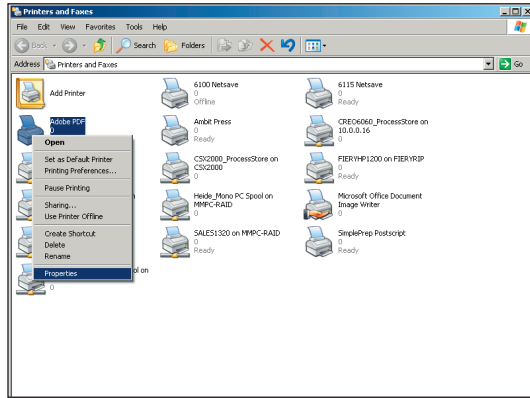 Printers and Faxes
File Edit View Favorites Tools Help
Back Search Folders
Address Printers and Faxes Go
Add Printer
6100 Netsave
0
Offline
6115 Netsave
0
Ready
Adobe PDF
0
Ambit Press
0
Ready
CREO6060_ProcessStore on
10.0.0.16
0
CSX2000_ProcessStore on
CSX2000
0
FIERYHP1200 on FIERYRIP
0
Ready
Heide_Mono PC Spool on
MMPC-RAID
0
Microsoft Office Document
Image Writer
0
SALES1320 on MMPC-RAID
0
Ready
SimplePrep Postscript
0
Ready
ol on
0
Open
Set as Default Printer
Printing Preferences...
Pause Printing
Sharing...
Use Printer Offline
Create Shortcut
Delete
Rename
Properties